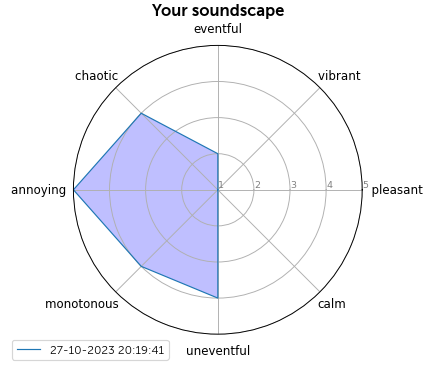 Your soundscape
eventful
chaotic
vibrant
annoying
1 2 3 4 5
pleasant
monotonous
calm
uneventful
27-10-2023 20:19:41